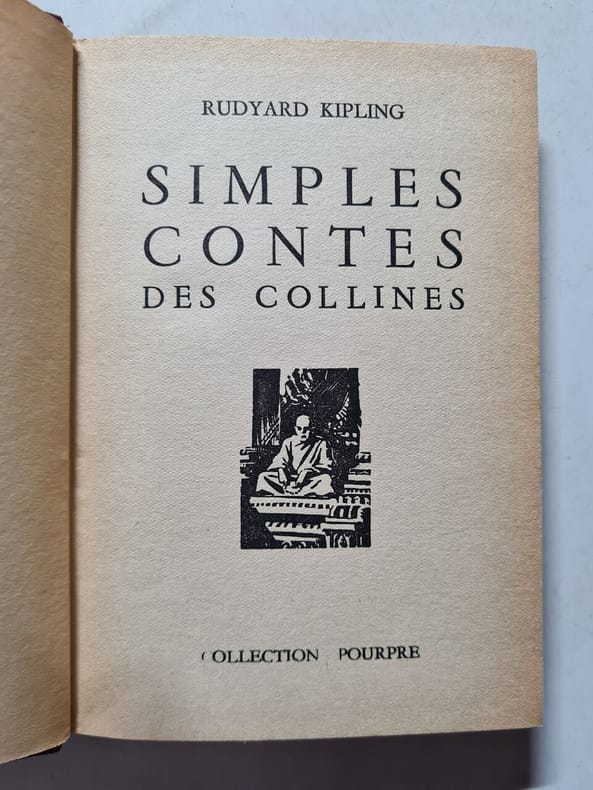 RUDYARD KIPLING
SIMPLES
CONTES
DES COLLINES
COLLECTION POURPRE